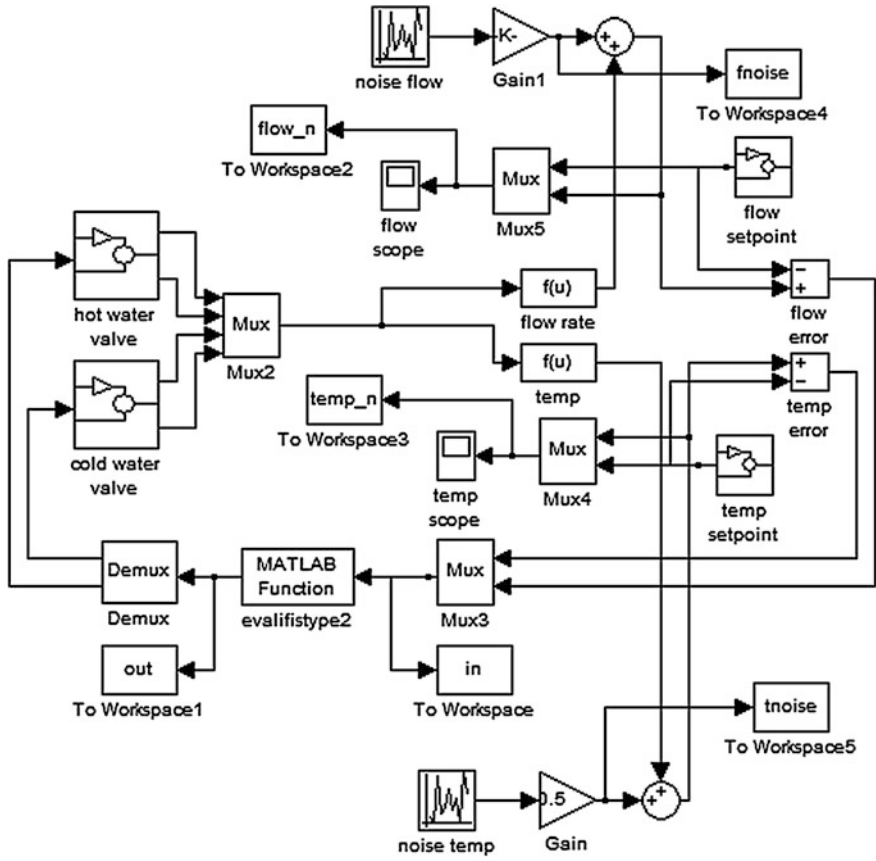 noise flow
-K-
Gain1
+
+
fnoise
To Workspace4
flow_n
To Workspace2
flow
scope
Mux
Mux5
flow
setpoint
hot water
valve
Mux
Mux2
f(u)
flow rate
−
+
flow
error
cold water
valve
f(u)
temp
+
−
temp
error
temp_n
To Workspace3
temp
scope
Mux
Mux4
temp
setpoint
Demux
Demux
MATLAB
Function
evalifistype2
Mux
Mux3
out
To Workspace1
in
To Workspace
tnoise
To Workspace5
noise temp
0.5
Gain
+
+